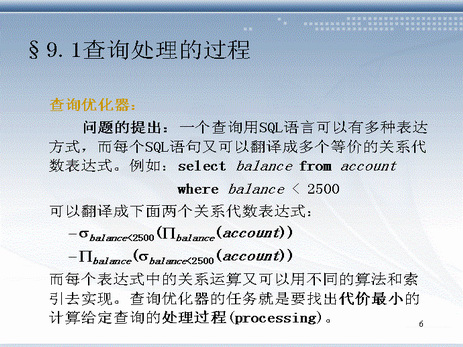 §9.1查询处理的过程
查询优化器：
问题的提出：一个查询用SQL语言可以有多种表达
方式，而每个SQL语句又可以翻译成多个等价的关系代
数表达式。例如：select balance from account
where balance < 2500
可以翻译成下面两个关系代数表达式：
–σbalance<2500(∏balance(account))
–∏balance(σbalance<2500(account))
而每个表达式中的关系运算又可以用不同的算法和索
引去实现。查询优化器的任务就是要找出代价最小的
计算给定查询的处理过程(processing)。
6